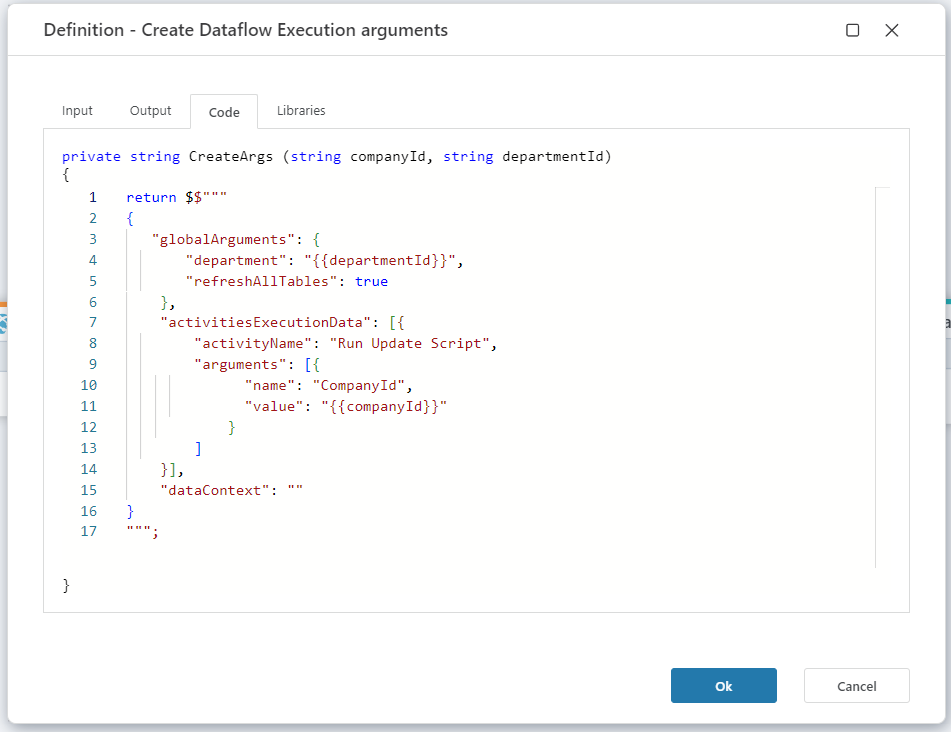 Definition - Create Dataflow Execution arguments
Input Output Code Libraries
private string CreateArgs (string companyId, string departmentId)
{
1 return $$"""
2 {
3 "globalArguments": {
4 "department": "{{departmentId}}",
5 "refreshAllTables": true
6 },
7 "activitiesExecutionData": [{
8 "activityName": "Run Update Script",
9 "arguments": [{
10 "name": "CompanyId",
11 "value": "{{companyId}}"
12 }
13 ]
14 }],
15 "dataContext": ""
16 }
17 """;
}
Ok Cancel